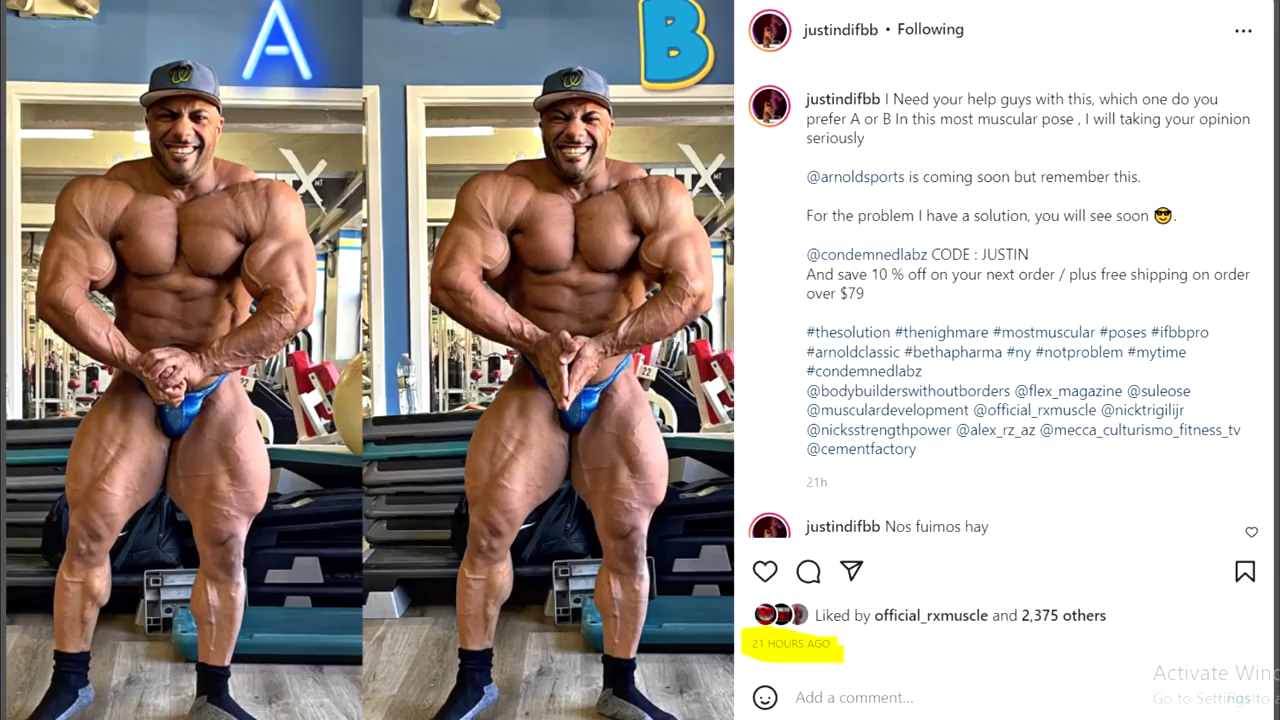 A
B
justindifbb • Following
justindifbb I Need your help guys with this, which one do you
prefer A or B In this most muscular pose , I will taking your opinion
seriously
@arnoldsports is coming soon but remember this.
For the problem I have a solution, you will see soon 😎.
@condemnedlabz CODE : JUSTIN
And save 10 % off on your next order / plus free shipping on order
over $79
#thesolution #thenighmare #mostmuscular #poses #ifbbpro
#arnoldclassic #bethapharma #ny #notproblem #mytime
#condemnedlabz
@bodybuilderswithoutborders @flex_magazine @suleose
@musculardevelopment @official_rxmuscle @nicktrigilijr
@nicksstrengthpower @alex_rz_az @mecca_culturismo_fitness_tv
@cementfactory
21h
justindifbb Nos fuimos hay
Liked by official_rxmuscle and 2,375 others
21 HOURS AGO
Add a comment...
Post
Activate Win
Go to Settings to
22
22